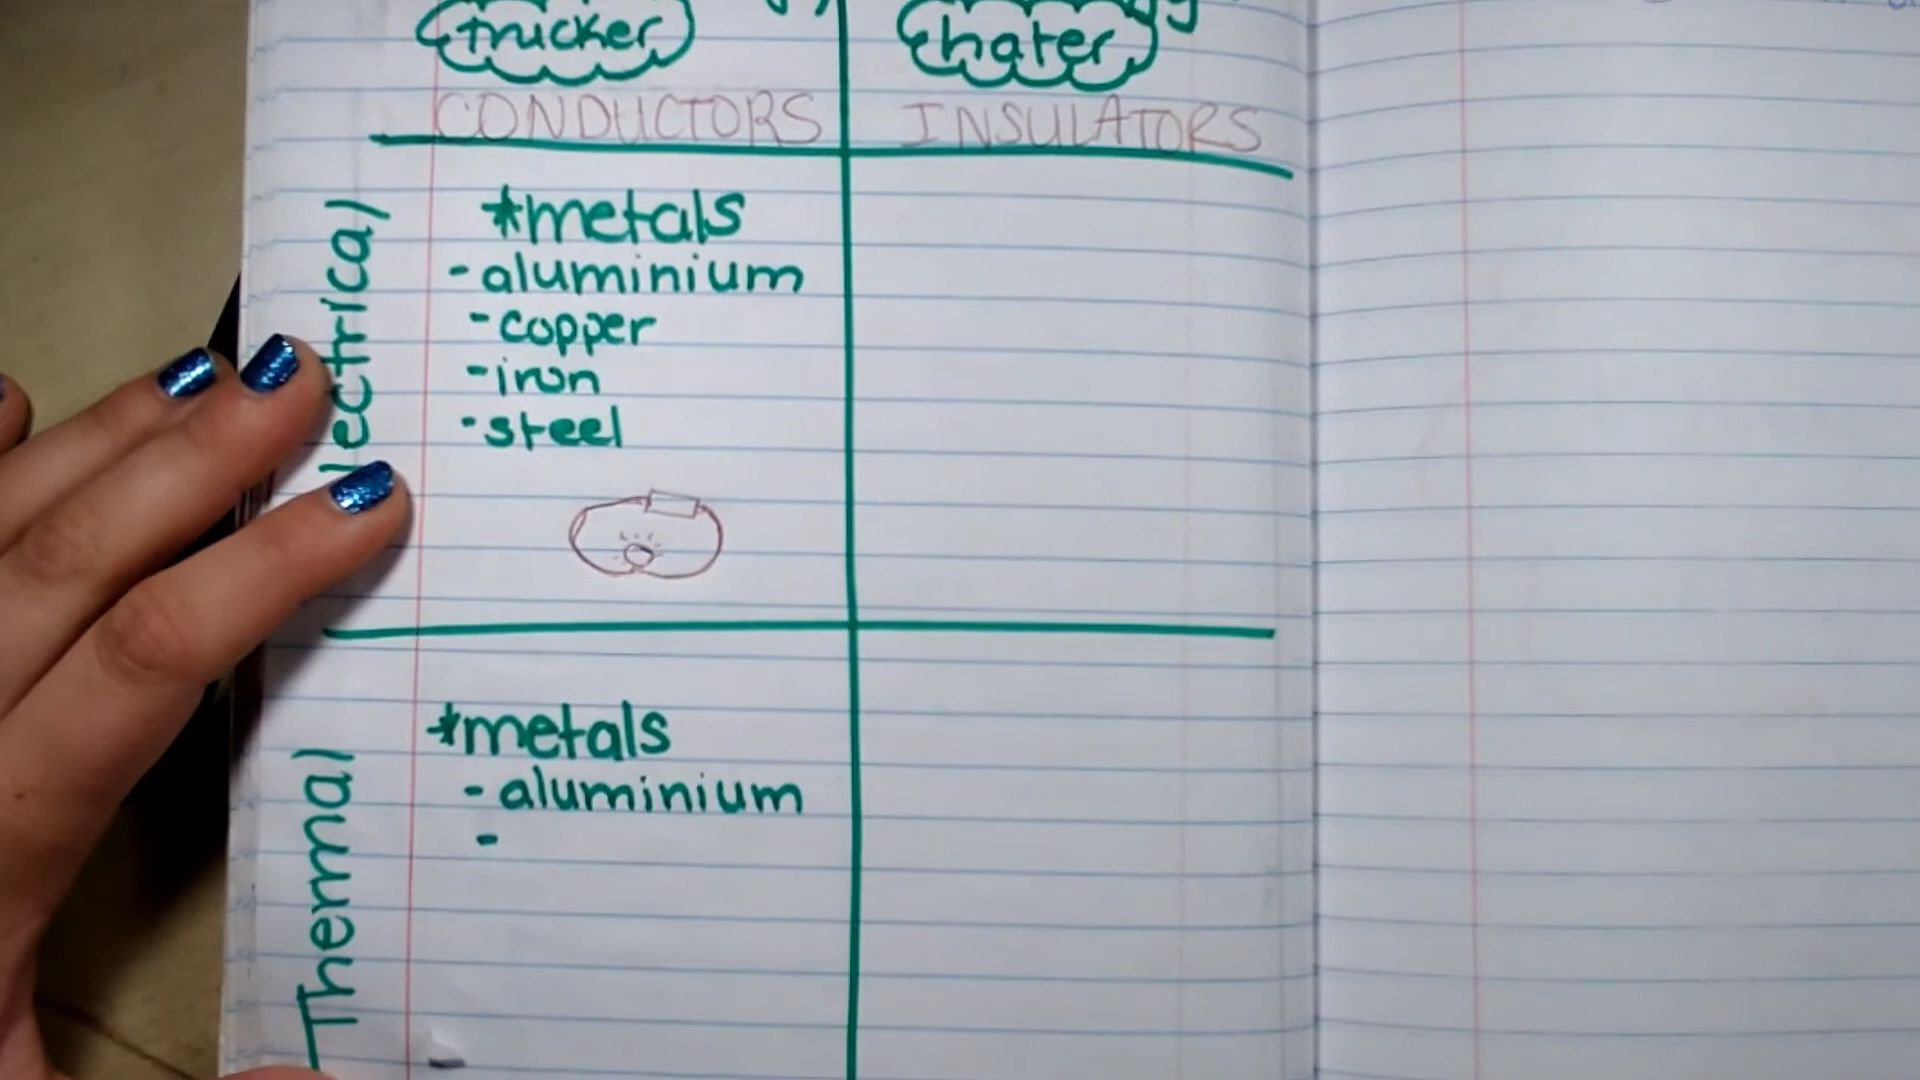 trucker hater
CONDUCTORS INSULATORS
Electrical
*metals
-aluminium
-copper
-iron
-steel
Thermal
*metals
-aluminium
-